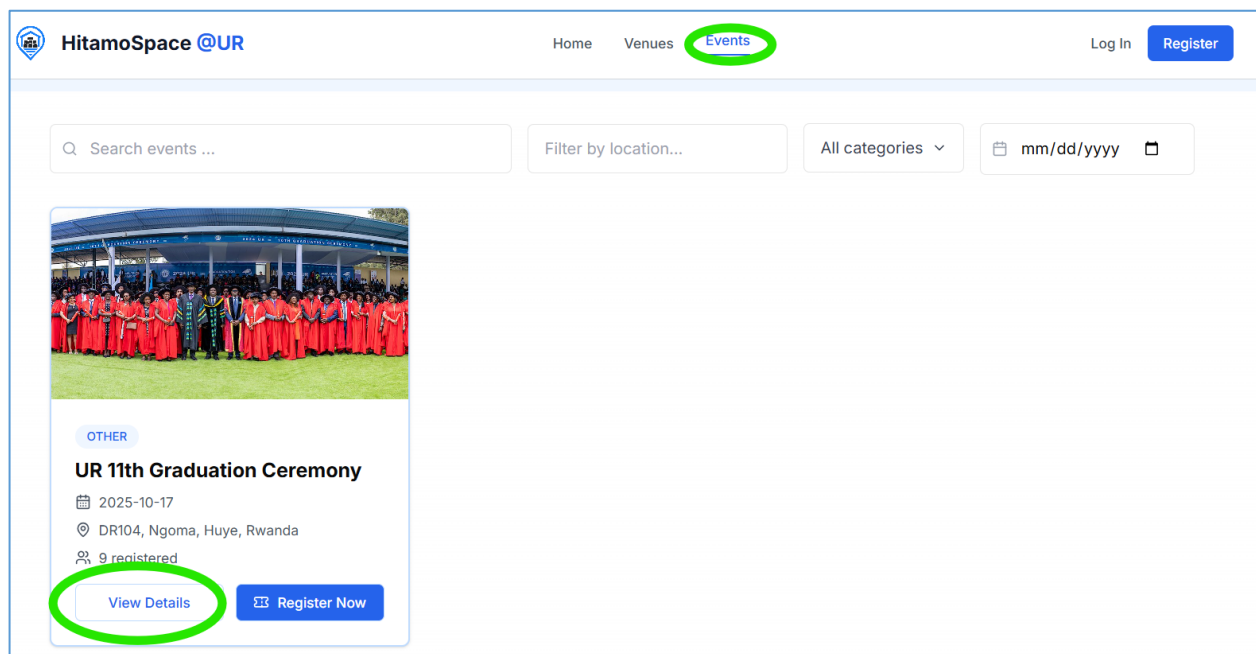 HitamoSpace @UR
Home Venues Events
Log In Register
Search events ...
Filter by location...
All categories
mm/dd/yyyy
OTHER
UR 11th Graduation Ceremony
2025-10-17
DR104, Ngoma, Huye, Rwanda
9 registered
View Details
Register Now